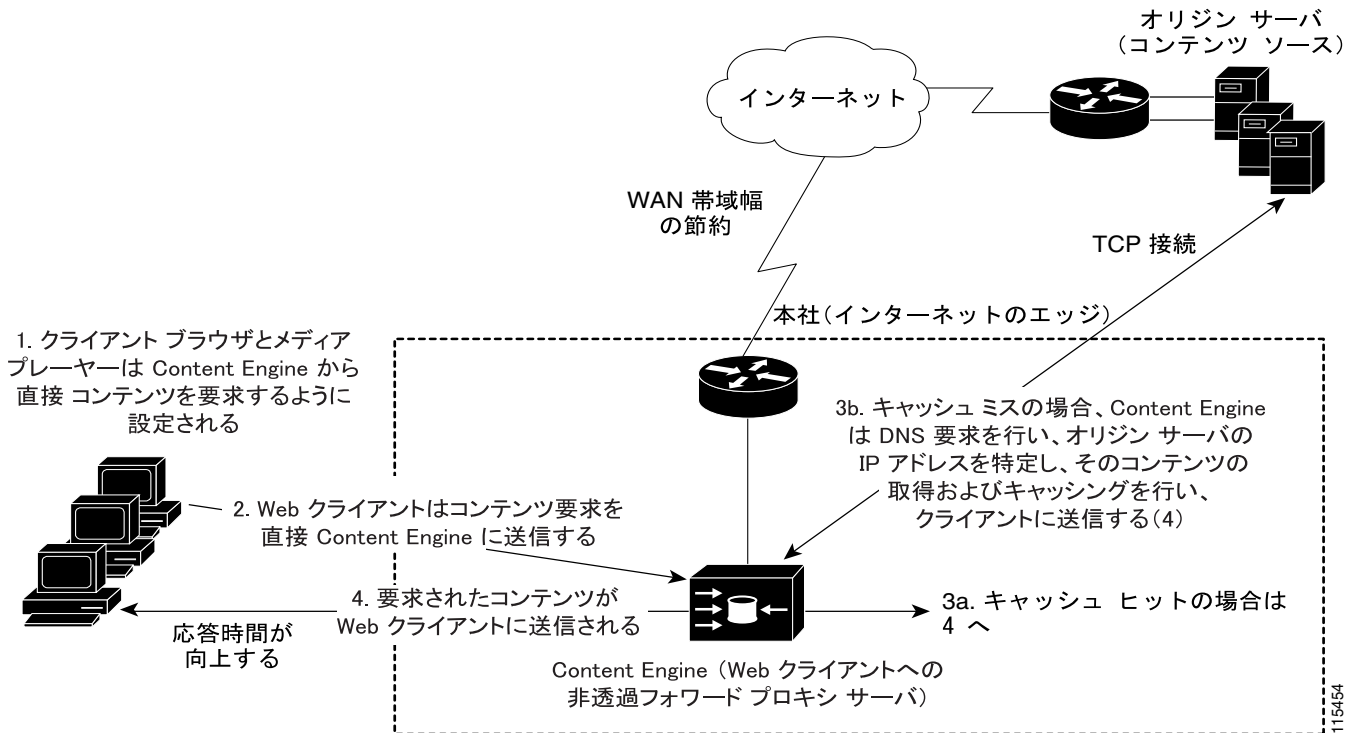 オリジン サーバ
(コンテンツ ソース)
インターネット
WAN 帯域幅
の節約
TCP 接続
本社(インターネットのエッジ)
1. クライアント ブラウザとメディア
プレーヤーは Content Engine から
直接 コンテンツを要求するように
設定される
3b. キャッシュ ミスの場合、Content Engine
は DNS 要求を行い、オリジン サーバの
IP アドレスを特定し、そのコンテンツの
取得およびキャッシングを行い、
クライアントに送信する(4)
2. Web クライアントはコンテンツ要求を
直接 Content Engine に送信する
4. 要求されたコンテンツが
Web クライアントに送信される
3a. キャッシュ ヒットの場合は
4 へ
応答時間が
向上する
Content Engine (Web クライアントへの
非透過フォワード プロキシ サーバ)
115454